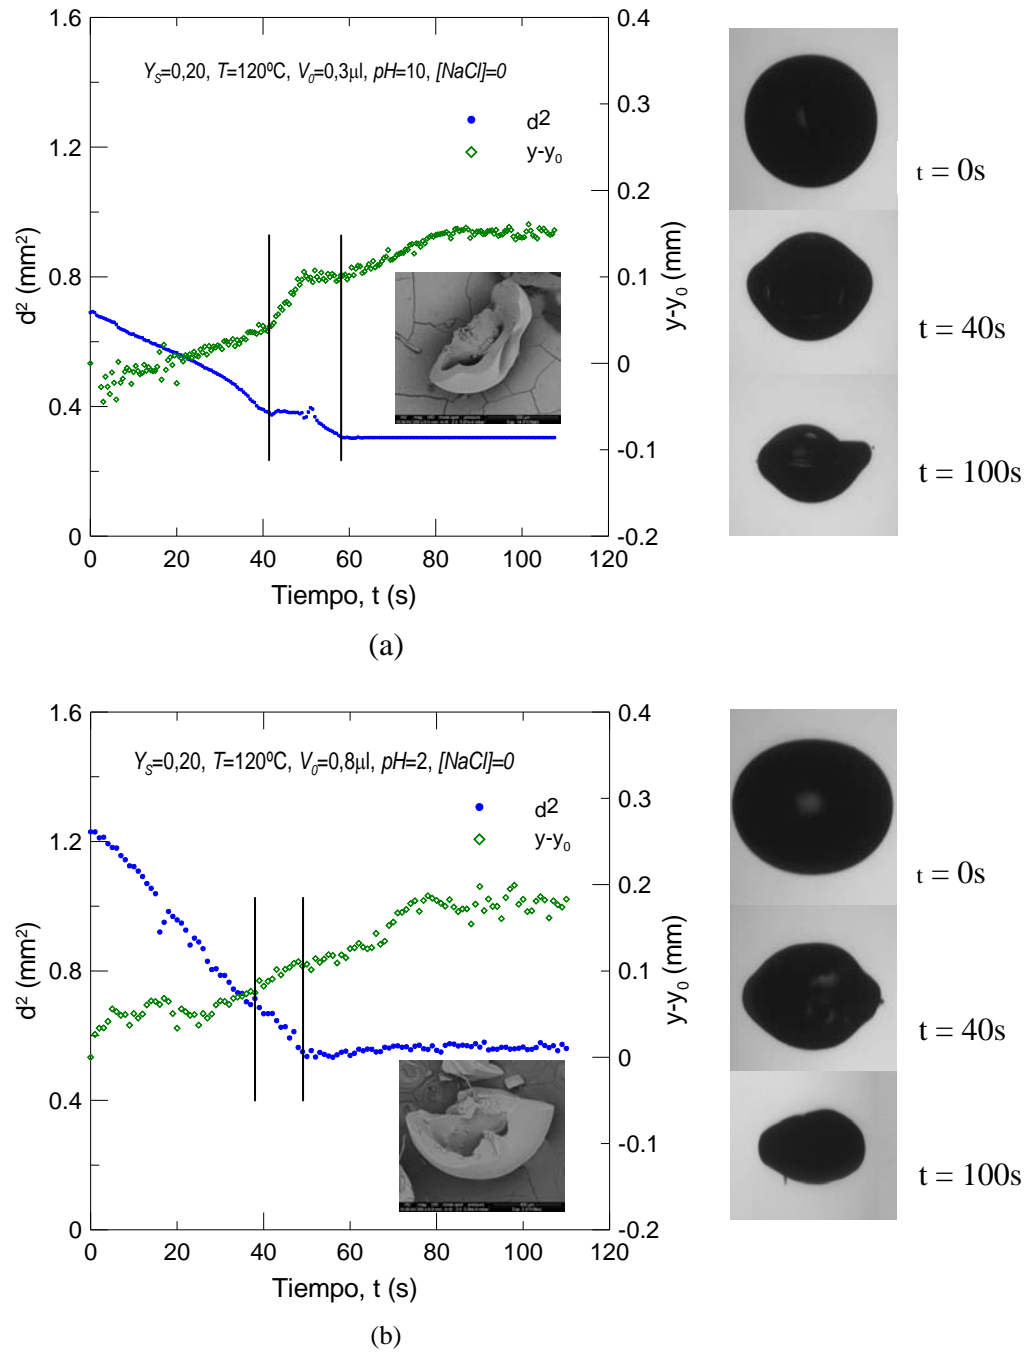 1.6
0.4
Y_S=0,20, T=120ºC, V_0=0,3µl, pH=10, [NaCl]=0
0.3
d²
1.2
y-y₀
0.2
t = 0s
d² (mm²)
0.8
0.1
y-y₀ (mm)
t = 40s
0
0.4
-0.1
t = 100s
0
-0.2
0 20 40 60 80 100 120
Tiempo, t (s)
(a)
1.6
0.4
Y_S=0,20, T=120ºC, V_0=0,8µl, pH=2, [NaCl]=0
0.3
d²
1.2
y-y₀
0.2
t = 0s
d² (mm²)
0.8
0.1
y-y₀ (mm)
t = 40s
0
0.4
-0.1
t = 100s
0
-0.2
0 20 40 60 80 100 120
Tiempo, t (s)
(b)